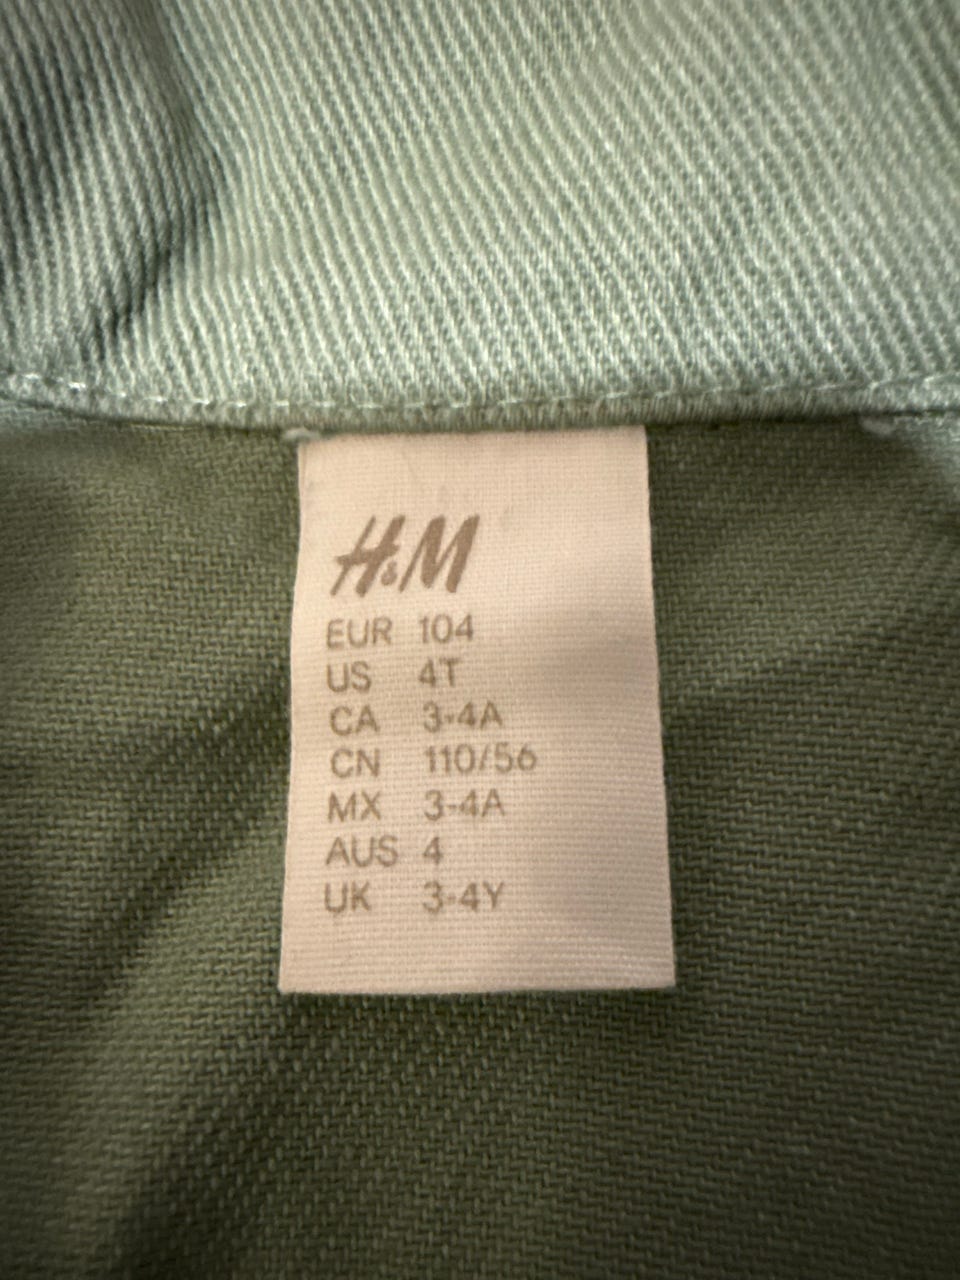 H&M
EUR 104
US 4T
CA 3-4A
CN 110/56
MX 3-4A
AUS 4
UK 3-4Y